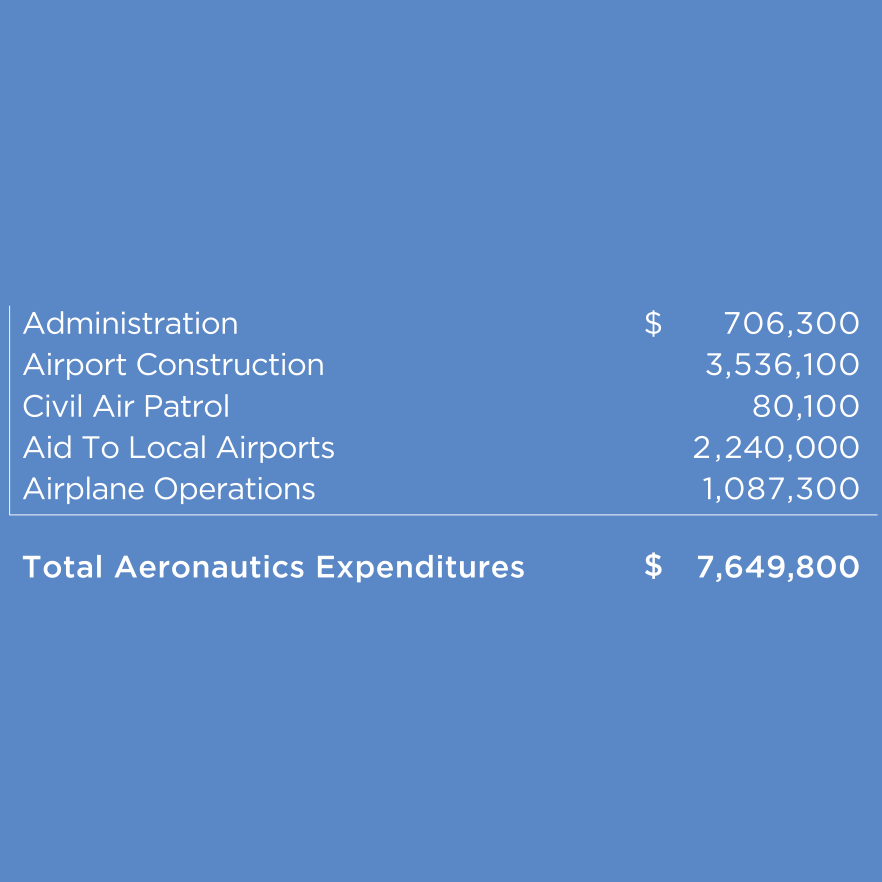 Administration $ 706,300
Airport Construction 3,536,100
Civil Air Patrol 80,100
Aid To Local Airports 2,240,000
Airplane Operations 1,087,300
Total Aeronautics Expenditures $ 7,649,800